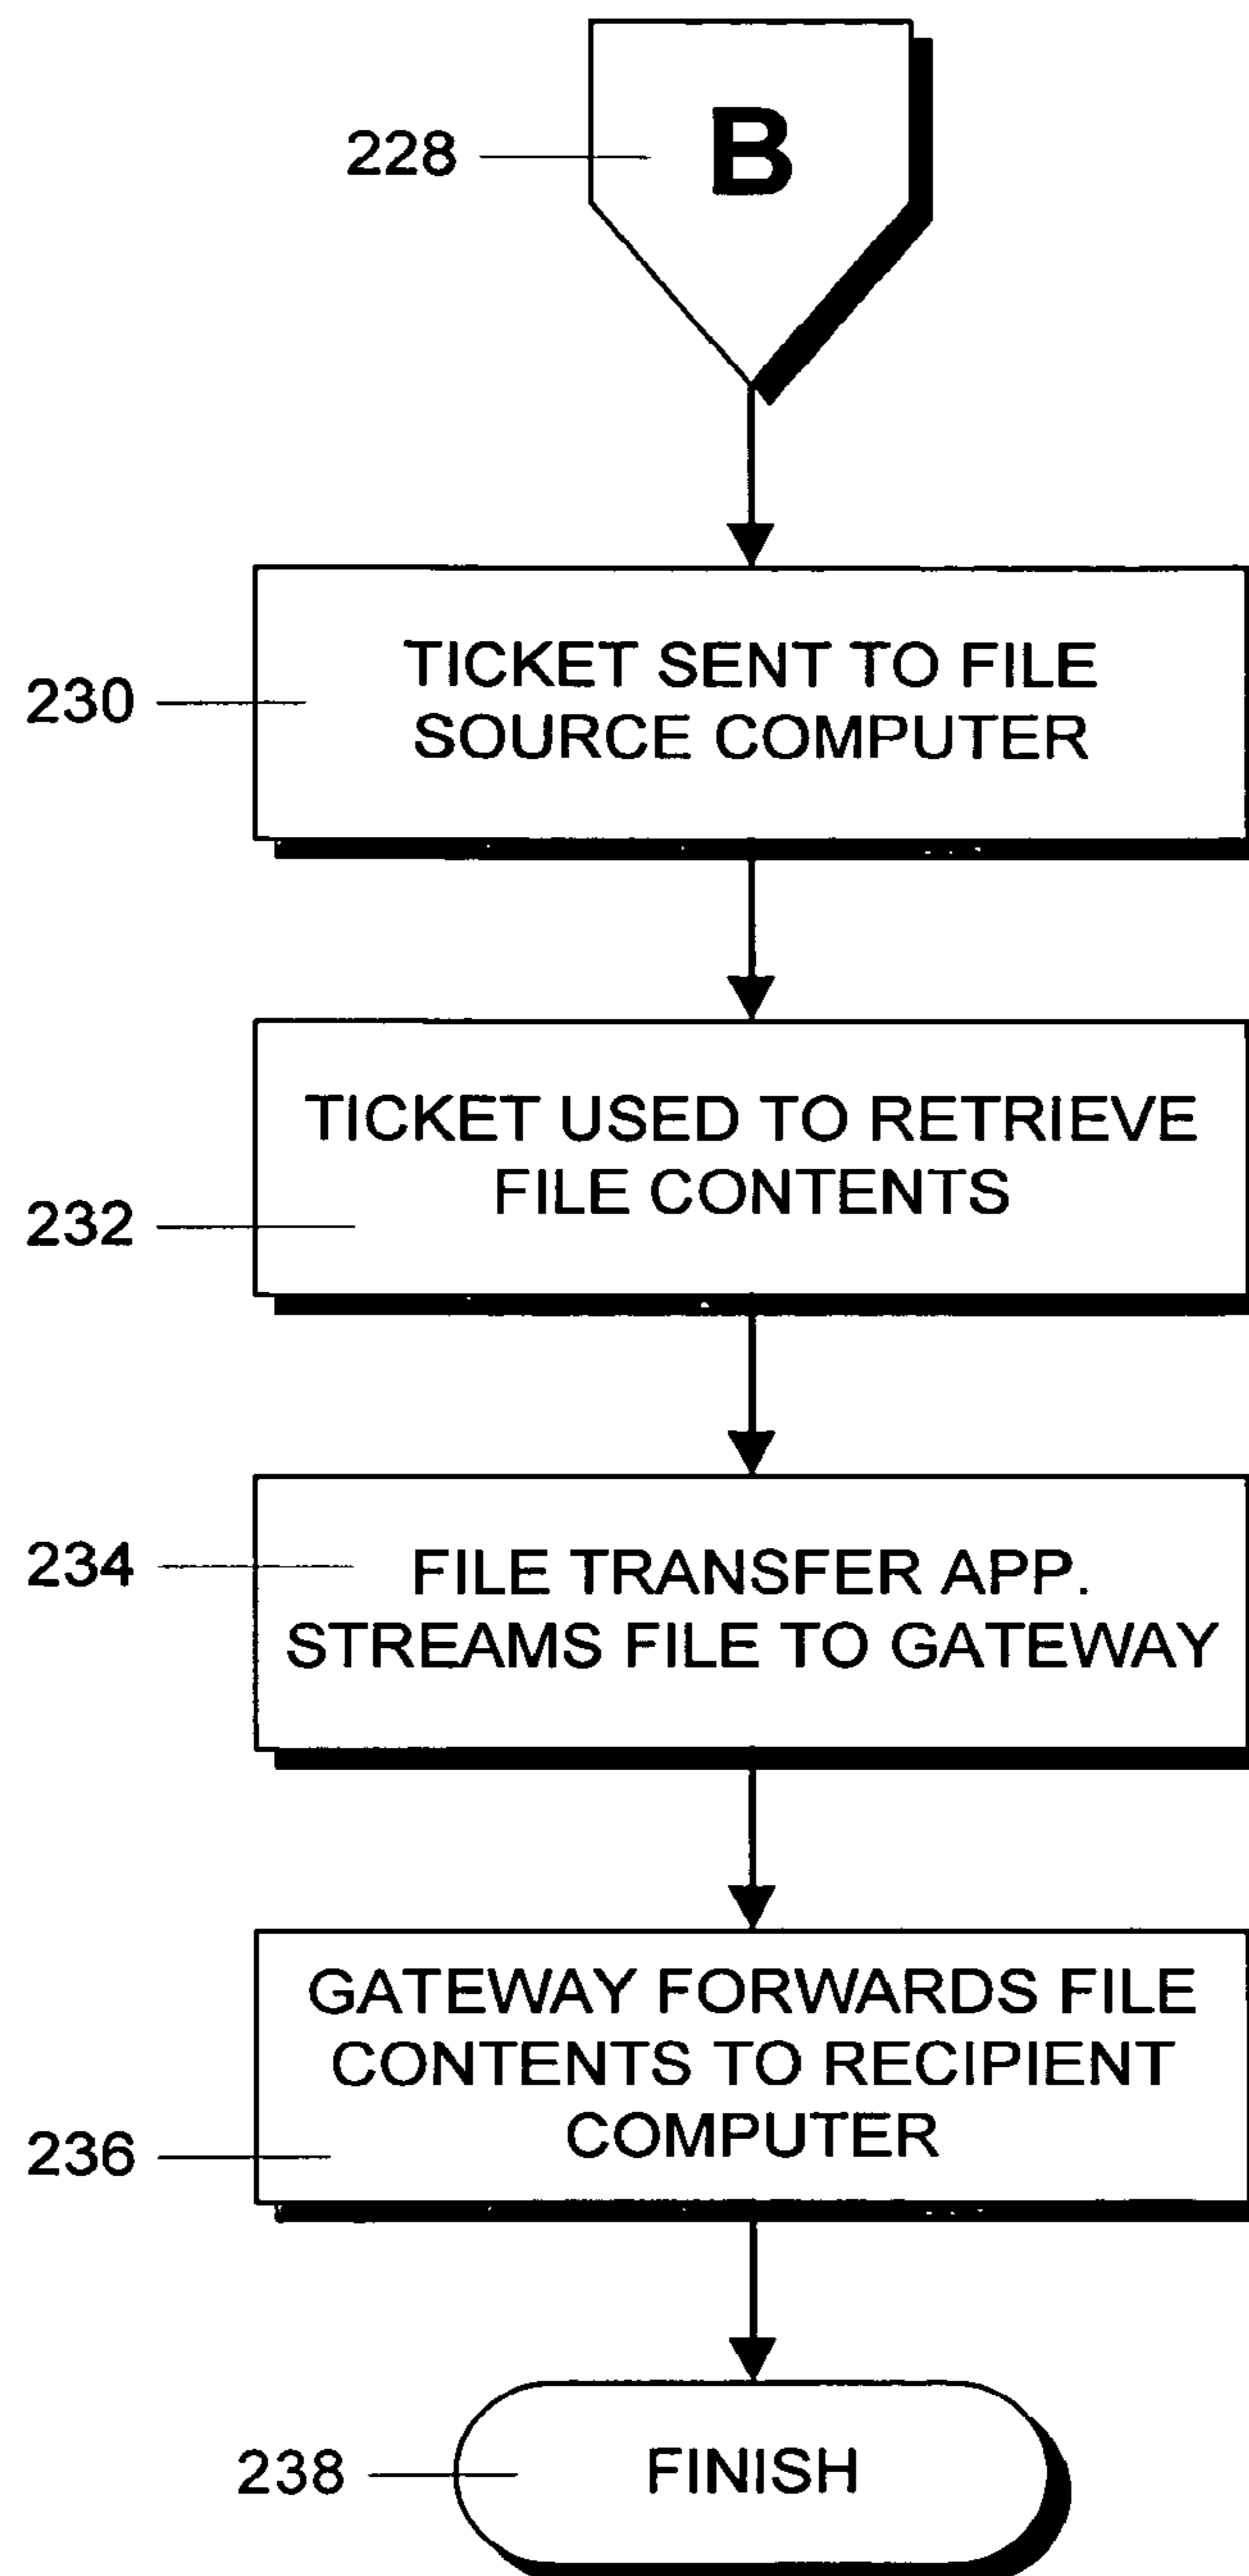 228
B
230
TICKET SENT TO FILE
SOURCE COMPUTER
232
TICKET USED TO RETRIEVE
FILE CONTENTS
234
FILE TRANSFER APP.
STREAMS FILE TO GATEWAY
236
GATEWAY FORWARDS FILE
CONTENTS TO RECIPIENT
COMPUTER
238
FINISH